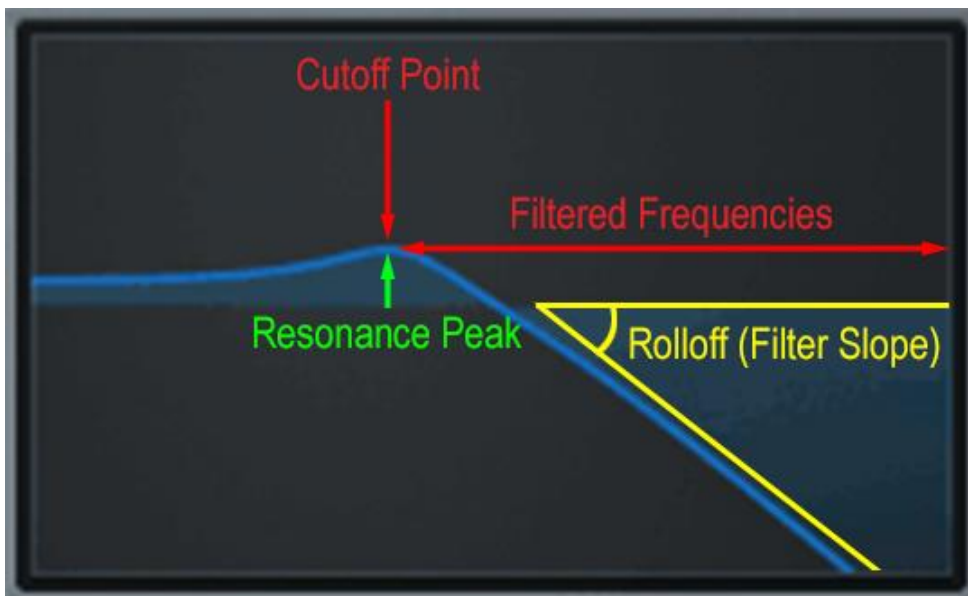 Cutoff Point
Filtered Frequencies
Resonance Peak
Rolloff (Filter Slope)